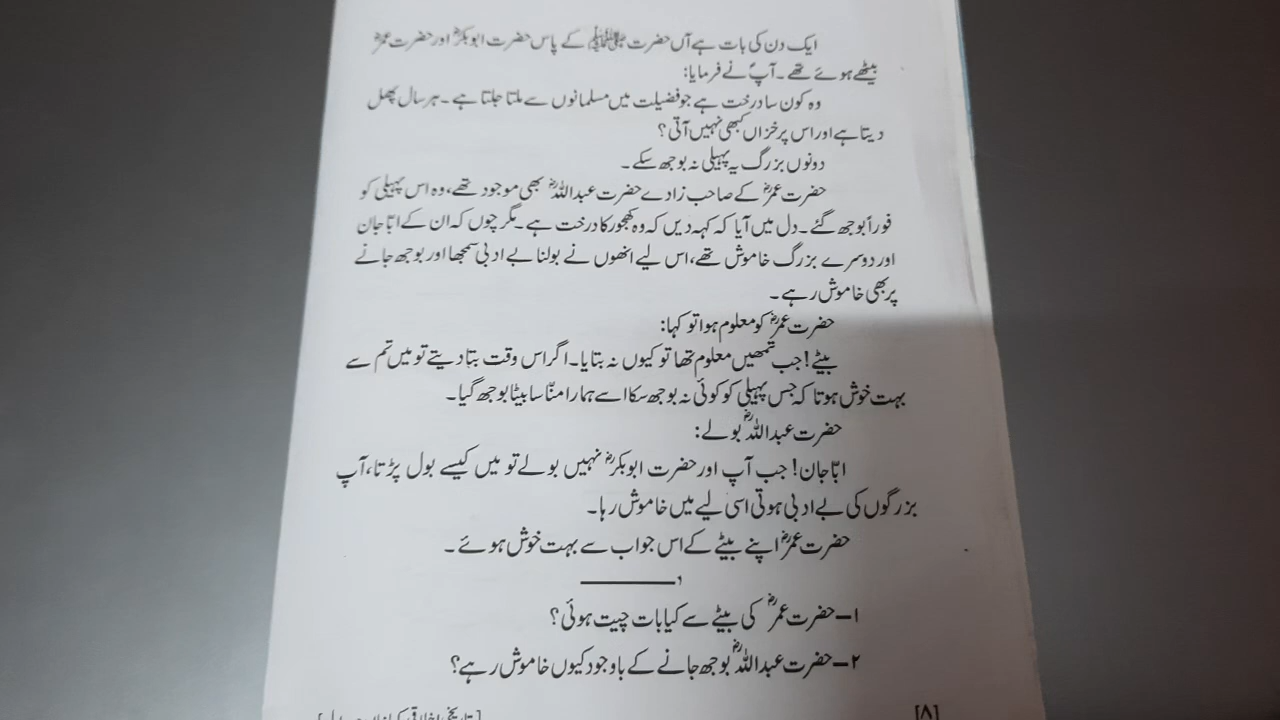 ایک دن کی بات ہے آں حضرت ﷺ کے پاس حضرت ابوبکرؓ اور حضرت عمرؓ
بیٹھے ہوئے تھے۔ آپؐ نے فرمایا:
وہ کون سا درخت ہے جو فضیلت میں مسلمانوں سے ملتا جلتا ہے۔ ہر سال پھل
دیتا ہے اور اس پر خزاں کبھی نہیں آتی؟
دونوں بزرگ یہ پہیلی نہ بوجھ سکے۔
حضرت عمرؓ کے صاحب زادے حضرت عبداللہؓ بھی موجود تھے، وہ اس پہیلی کو
فوراً بوجھ گئے۔ دل میں آیا کہ کہہ دیں کہ وہ کھجور کا درخت ہے۔ مگر چوں کہ ان کے ابّا جان
اور دوسرے بزرگ خاموش تھے، اس لیے انھوں نے بولنا بے ادبی سمجھا اور بوجھ جانے
پر بھی خاموش رہے۔
حضرت عمرؓ کو معلوم ہوا تو کہا:
بیٹے! جب تمھیں معلوم تھا تو کیوں نہ بتایا۔ اگر اس وقت بتا دیتے تو میں تم سے
بہت خوش ہوتا کہ جس پہیلی کو کوئی نہ بوجھ سکا اسے ہمارا منّا سا بیٹا بوجھ گیا۔
حضرت عبداللہؓ بولے:
ابّا جان! جب آپ اور حضرت ابوبکرؓ نہیں بولے تو میں کیسے بول پڑتا، آپ
بزرگوں کی بے ادبی ہوتی اسی لیے میں خاموش رہا۔
حضرت عمرؓ اپنے بیٹے کے اس جواب سے بہت خوش ہوئے۔
۱– حضرت عمرؓ کی بیٹے سے کیا بات چیت ہوئی؟
۲– حضرت عبداللہؓ بوجھ جانے کے باوجود کیوں خاموش رہے؟
[۸]